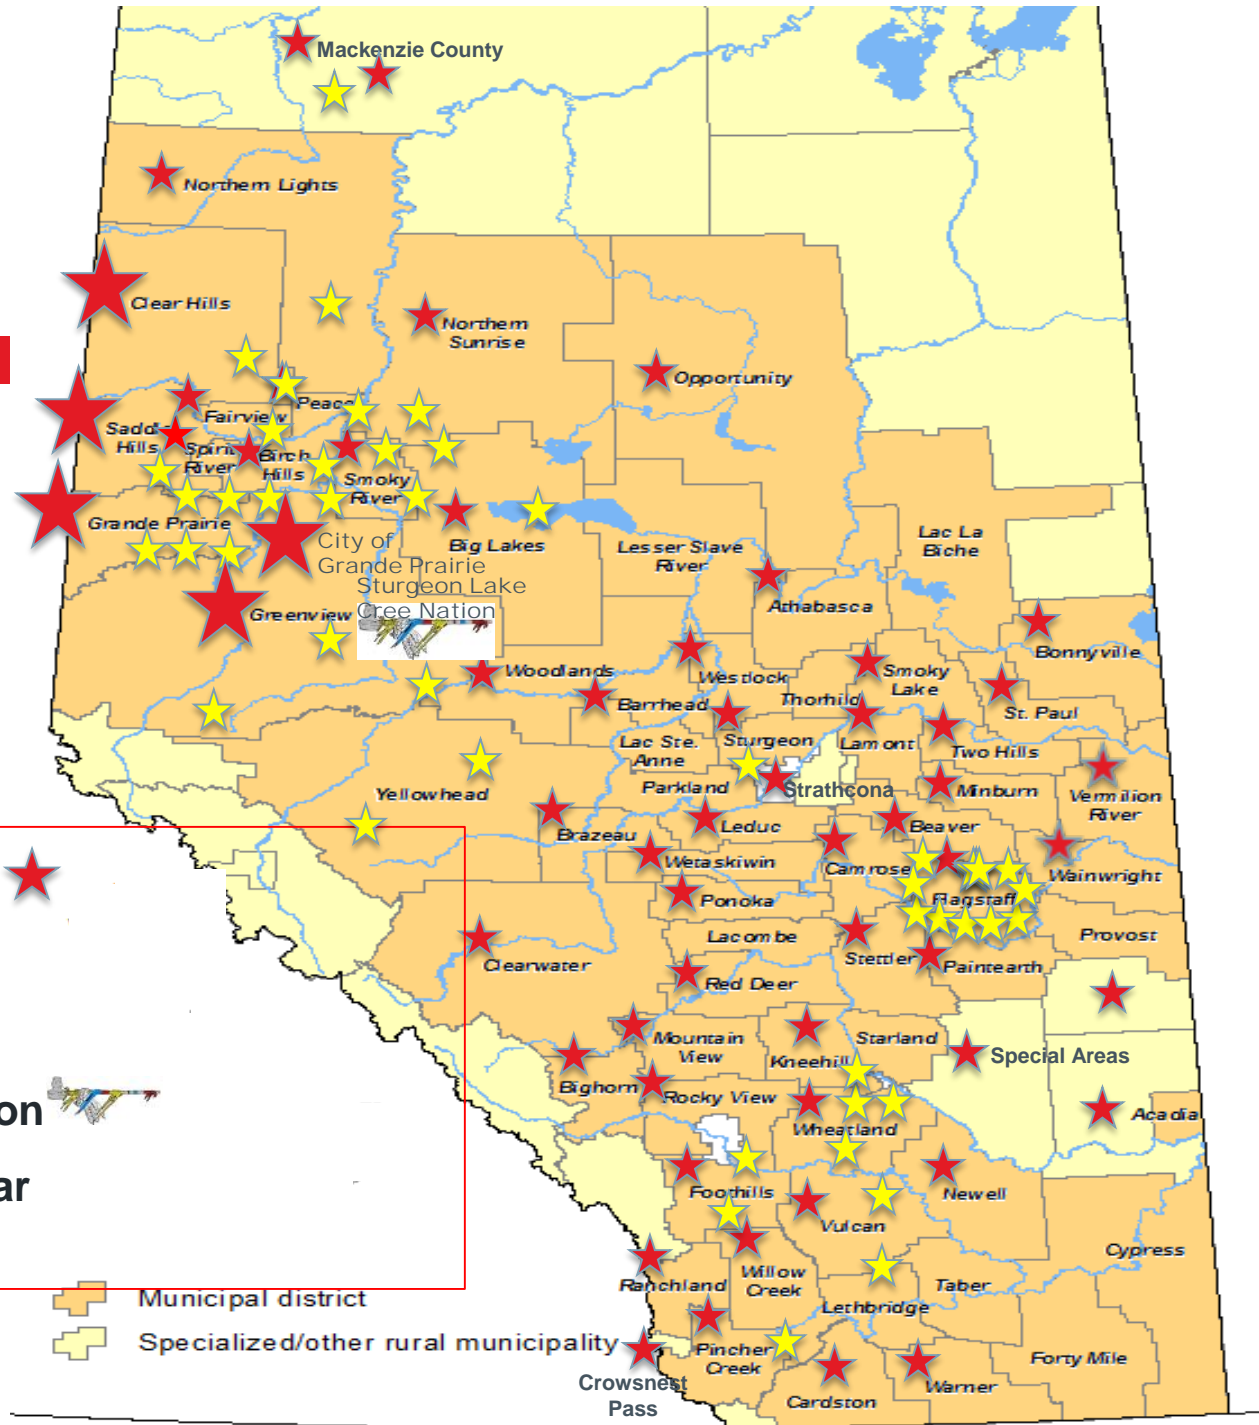 Mackenzie County
Northern Lights
Clear Hills
Northern
Sunrise
Opportunity
Peace
Fairview
Saddle
Hills
Spirit
River
Birch
Hills
Smoky
River
Grande Prairie
Big Lakes
City of
Grande Prairie
Sturgeon Lake
Cree Nation
Greenview
Lesser Slave
River
Lac La
Biche
Athabasca
Bonnyville
Woodlands
Westlock
Smoky
Lake
Barrhead
Thorhild
St. Paul
Lac Ste.
Anne
Sturgeon
Lamont
Two Hills
Parkland
Strathcona
Minburn
Vermilion
River
Yellowhead
Brazeau
Leduc
Beaver
Wetaskiwin
Camrose
Wainwright
Ponoka
Flagstaff
Lacombe
Provost
Clearwater
Stettler
Paintearth
Red Deer
Mountain
View
Kneehill
Starland
Special Areas
Bighorn
Rocky View
Acadia
on
Wheatland
ar
Foothills
Newell
Vulcan
Cypress
Ranchland
Willow
Creek
Taber
Municipal district
Lethbridge
Specialized/other rural municipality
Pincher
Creek
Forty Mile
Crowsnest
Pass
Cardston
Warner